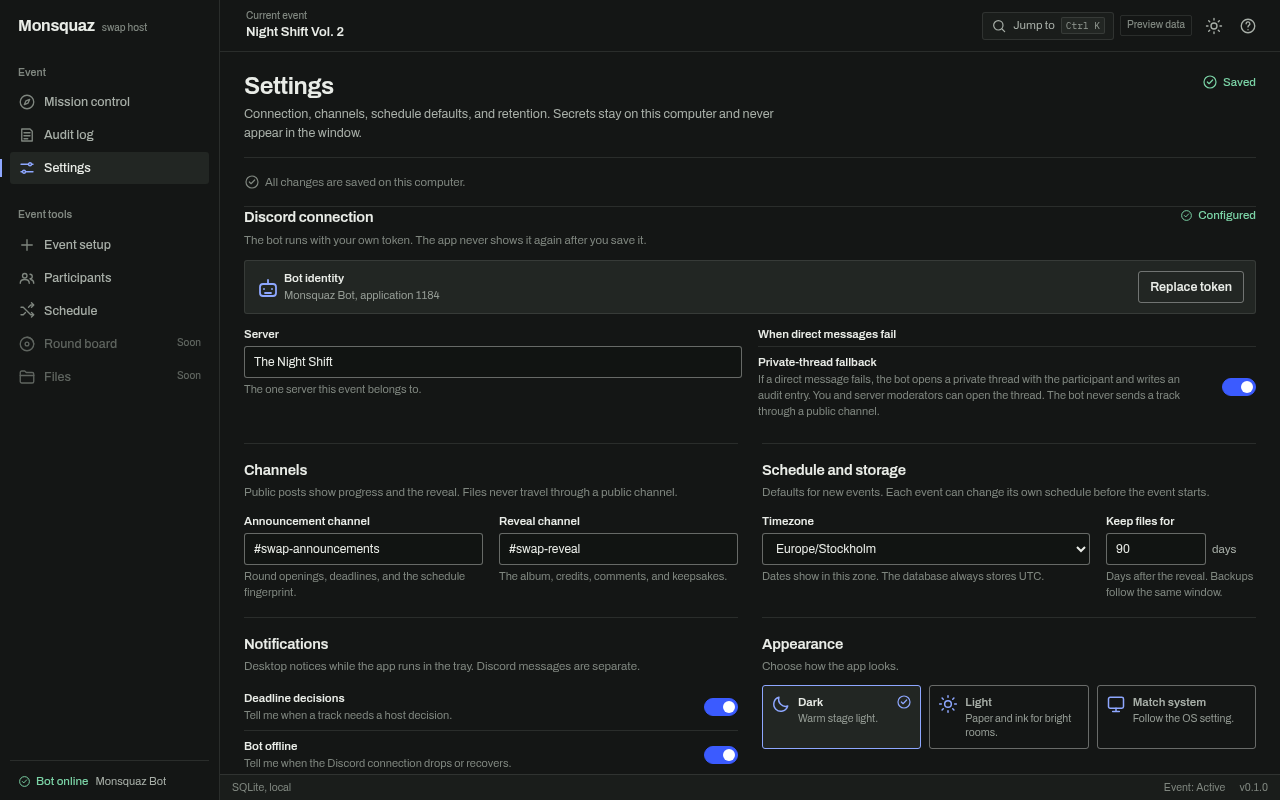 Monsquaz swap host
Event
Mission control
Audit log
Settings
Event tools
Event setup
Participants
Schedule
Round board Soon
Files Soon
Bot online Monsquaz Bot
Current event
Night Shift Vol. 2
Jump to Ctrl K
Preview data
Settings
Saved
Connection, channels, schedule defaults, and retention. Secrets stay on this computer and never
appear in the window.
All changes are saved on this computer.
Discord connection
Configured
The bot runs with your own token. The app never shows it again after you save it.
Bot identity
Monsquaz Bot, application 1184
Replace token
Server
The Night Shift
The one server this event belongs to.
When direct messages fail
Private-thread fallback
If a direct message fails, the bot opens a private thread with the participant and writes an
audit entry. You and server moderators can open the thread. The bot never sends a track
through a public channel.
Channels
Public posts show progress and the reveal. Files never travel through a public channel.
Announcement channel
#swap-announcements
Round openings, deadlines, and the schedule
fingerprint.
Reveal channel
#swap-reveal
The album, credits, comments, and keepsakes.
Schedule and storage
Defaults for new events. Each event can change its own schedule before the event starts.
Timezone
Europe/Stockholm
Dates show in this zone. The database always stores UTC.
Keep files for
90 days
Days after the reveal. Backups
follow the same window.
Notifications
Desktop notices while the app runs in the tray. Discord messages are separate.
Deadline decisions
Tell me when a track needs a host decision.
Bot offline
Tell me when the Discord connection drops or recovers.
Appearance
Choose how the app looks.
Dark
Warm stage light.
Light
Paper and ink for bright
rooms.
Match system
Follow the OS setting.
SQLite, local
Event: Active v0.1.0